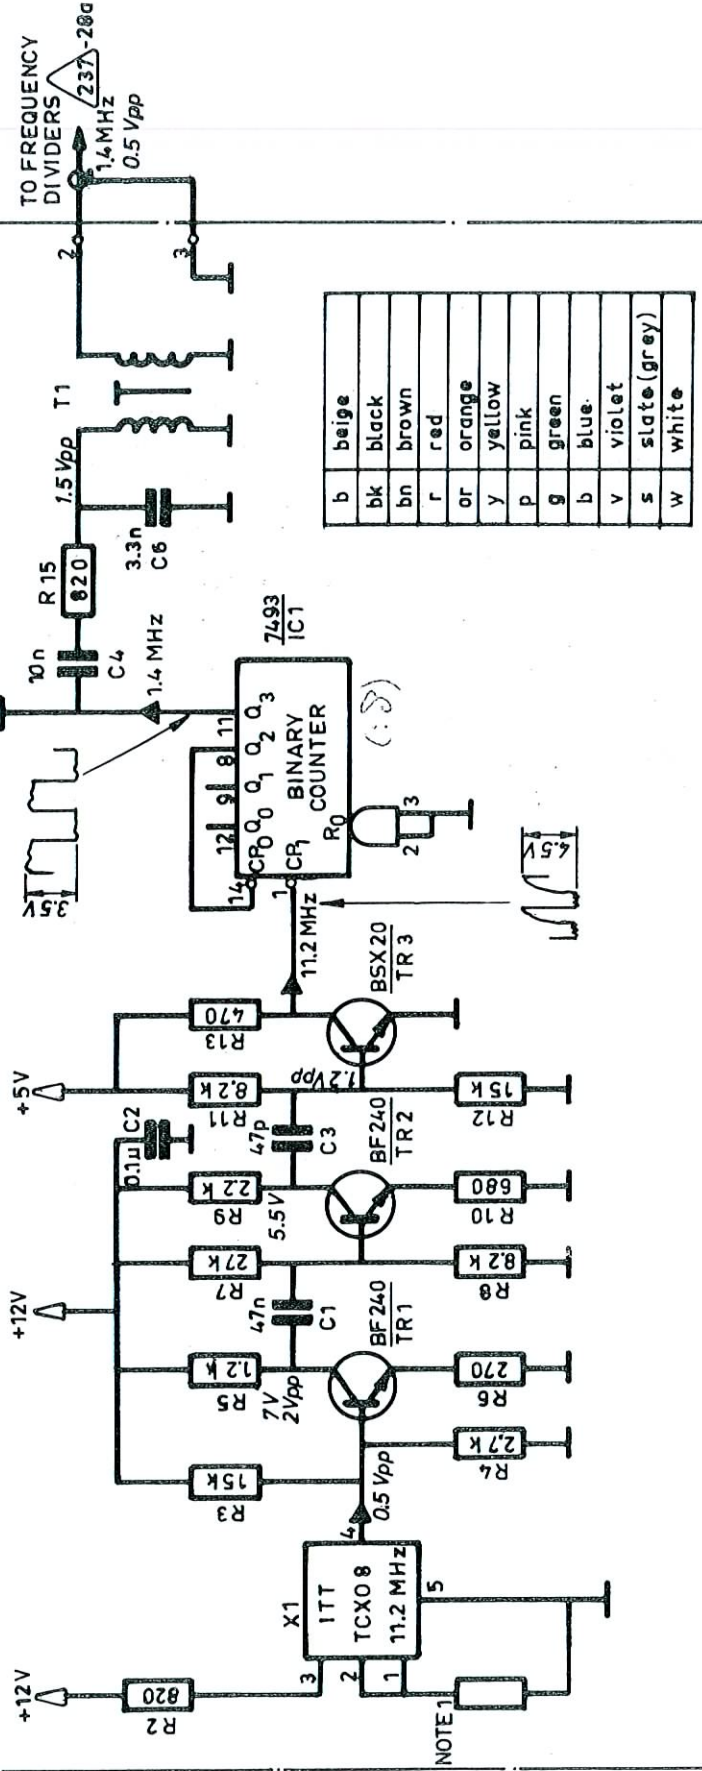 +12V
820
R2
NOTE 1
X1
ITT
TCXO 8
11.2 MHz
3
2
1
4
5
0.5 Vpp
15k
R3
2,7 k
R4
+12V
1.2 k
R5
7V
2Vpp
BF240
TR1
270
R6
47n
C1
27k
R7
8.2 k
R8
2.2 k
R9
5.5V
BF240
TR2
680
R10
0.1µ C2
47p
C3
+5V
8,2 k
R11
1.2Vpp
15k
R12
470
R13
BSX20
TR3
11.2 MHz
4.5V
3.5V
14
1
CP0
CP1
12
9
8
11
Q0
Q1
Q2
Q3
BINARY
COUNTER
R0
2
3
7493
IC1
(:8)
1.4 MHz
10n
C4
R15
820
1.5Vpp
3.3n
C6
T1
2
3
TO FREQUENCY
DIVIDERS
237 -28a
1.4MHz
0.5 Vpp
b beige
bk black
bn brown
r red
or orange
y yellow
p pink
g green
b blue
v violet
s slate (grey)
w white